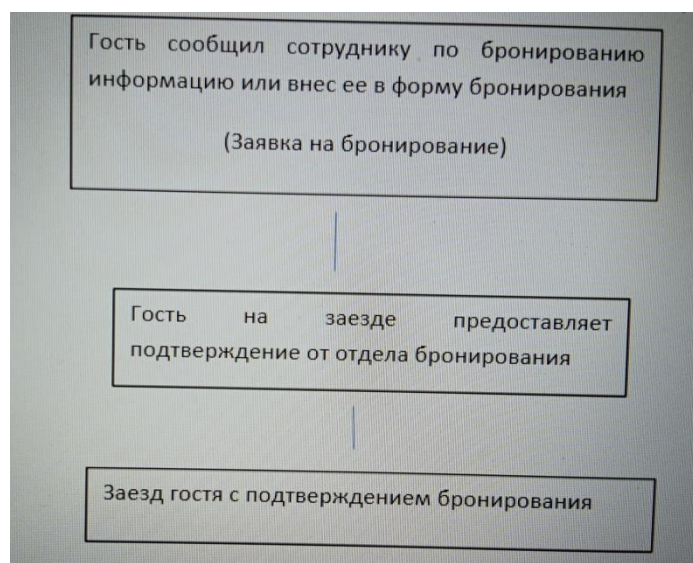 Гость сообщил сотруднику по бронированию
информацию или внес ее в форму бронирования
(Заявка на бронирование)
Гость на заезде предоставляет
подтверждение от отдела бронирования
Заезд гостя с подтверждением бронирования